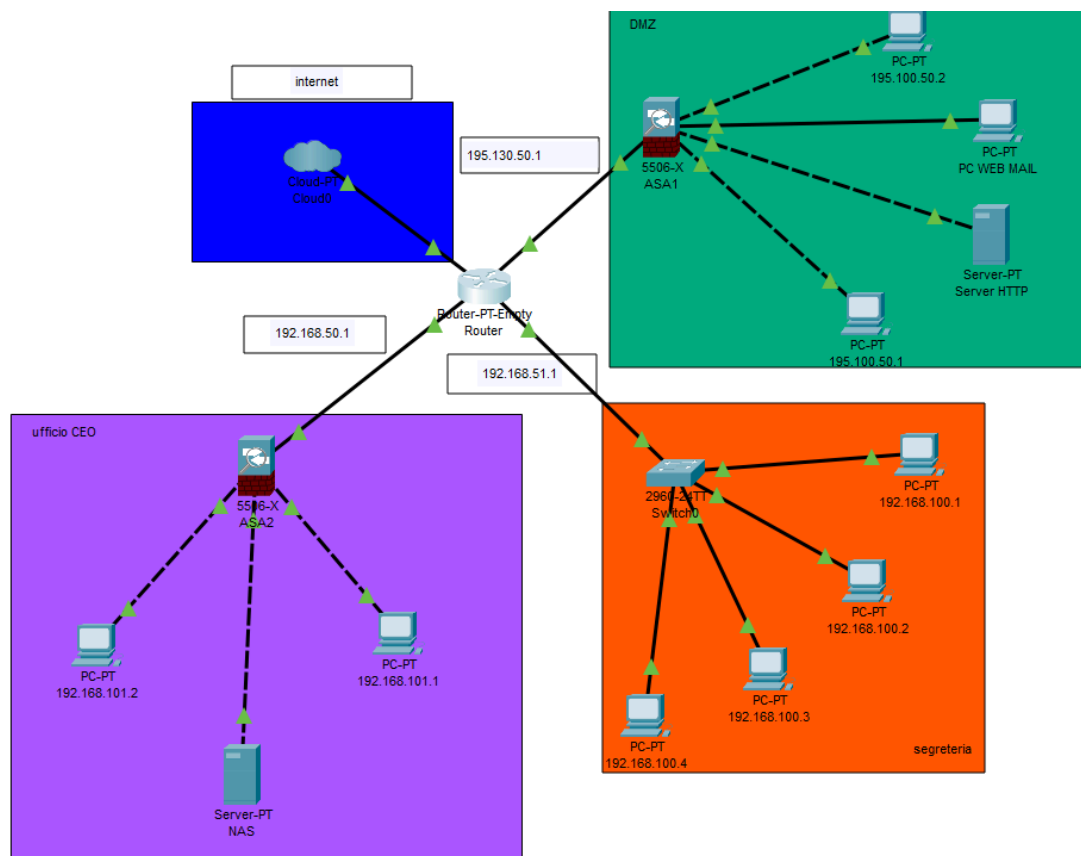 DMZ
PC-PT
195.100.50.2
internet
195.130.50.1
5506-X
ASA1
PC-PT
PC WEB MAIL
Cloud-PT
Cloud0
Server-PT
Server HTTP
Router-PT-Empty
Router
192.168.50.1
PC-PT
195.100.50.1
192.168.51.1
ufficio CEO
5506-X
ASA2
2960-24TT
Switch0
PC-PT
192.168.100.1
PC-PT
192.168.100.2
PC-PT
192.168.101.2
PC-PT
192.168.101.1
PC-PT
192.168.100.3
PC-PT
192.168.100.4
segreteria
Server-PT
NAS